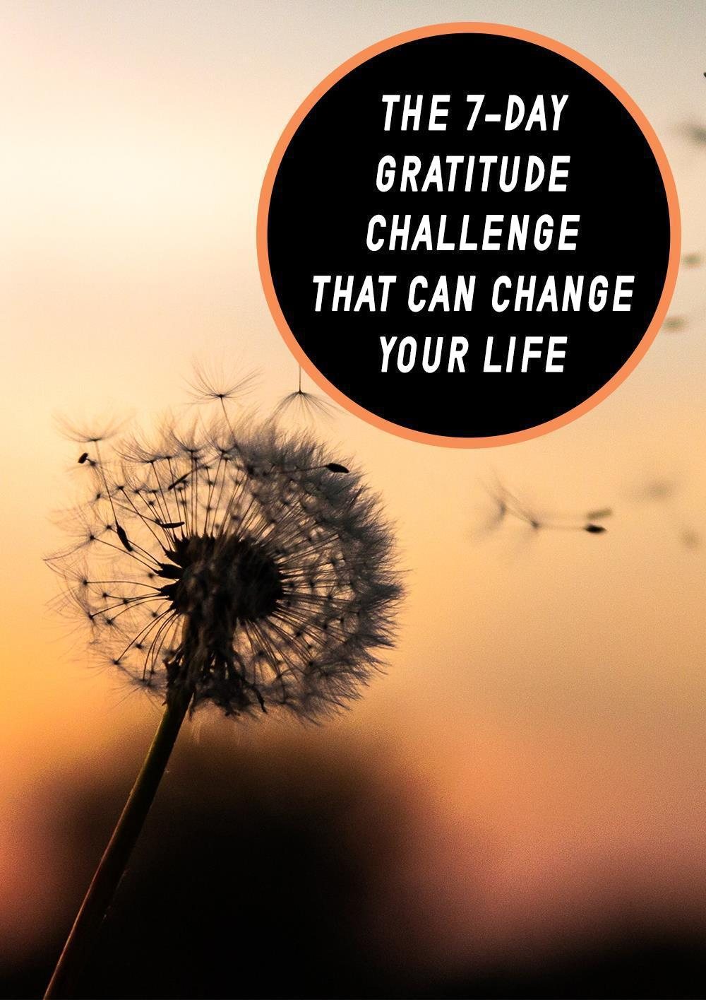 THE 7-DAY
GRATITUDE
CHALLENGE
THAT CAN CHANGE
YOUR LIFE